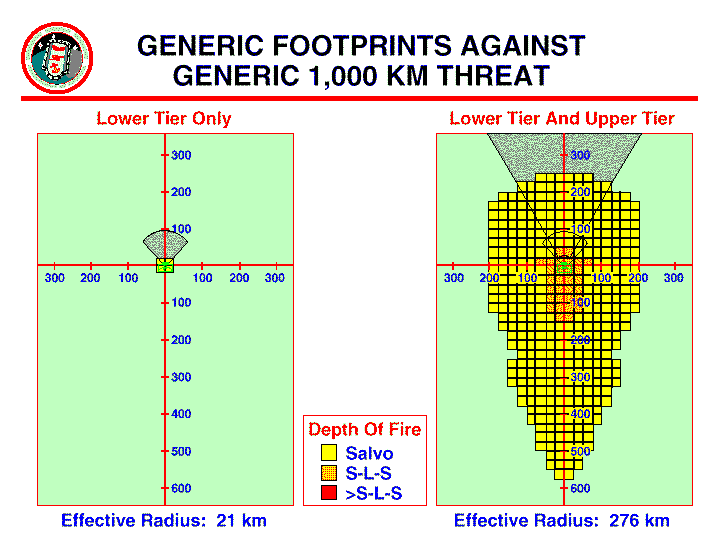 GENERIC FOOTPRINTS AGAINST
GENERIC 1,000 KM THREAT
Lower Tier Only
300
200
100
300 200 100 100 200 300
100
200
300
400
500
600
Effective Radius: 21 km
Depth Of Fire
Salvo
S-L-S
>S-L-S
Lower Tier And Upper Tier
300
200
100
300 200 100 100 200 300
100
200
300
400
500
600
Effective Radius: 276 km